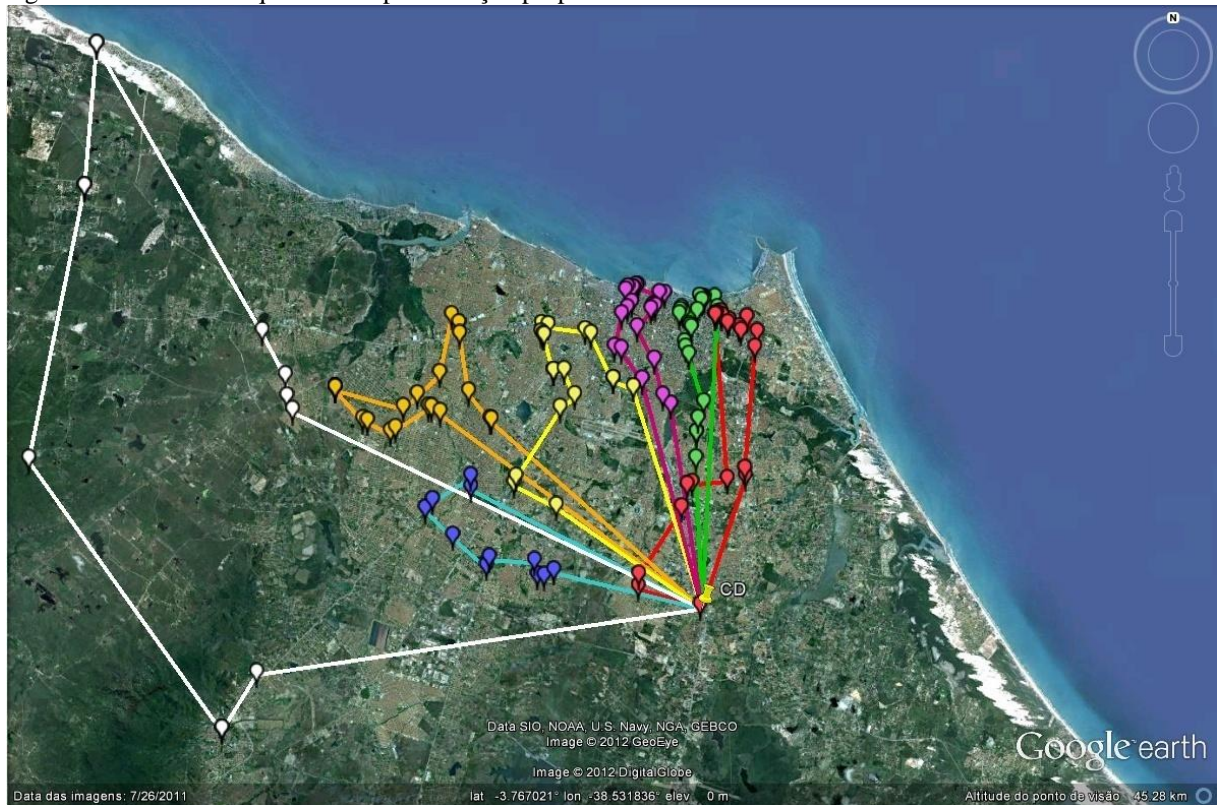 N
CD
Data SIO, NOAA, U.S. Navy, NGA, GEBCO
Image © 2012 GeoEye
Image © 2012 DigitalGlobe
Google earth
Data das imagens: 7/26/2011
lat -3.767021° lon -38.531836° elev 0 m
Altitude do ponto de visão 45.28 km